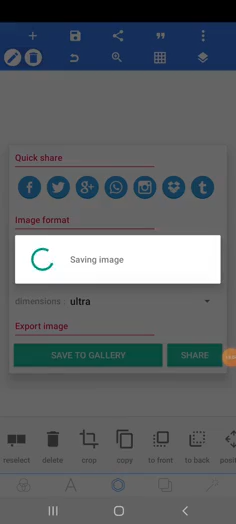 Quick share
Image format
Saving image
dimensions : ultra
Export image
SAVE TO GALLERY SHARE
reselect delete crop copy to front to back posit